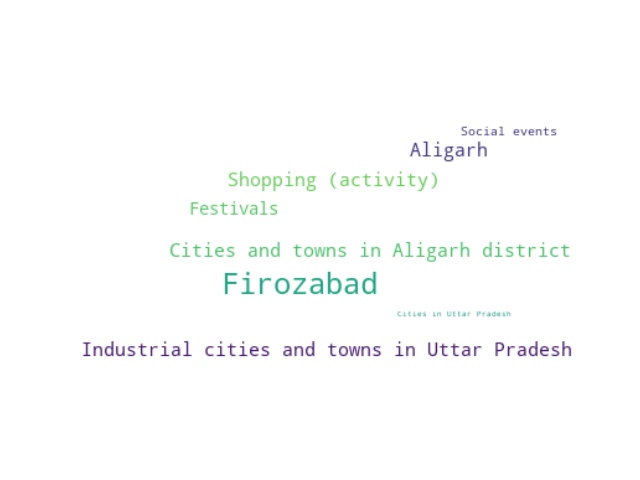 Social events
Aligarh
Shopping (activity)
Festivals
Cities and towns in Aligarh district
Firozabad
Cities in Uttar Pradesh
Industrial cities and towns in Uttar Pradesh